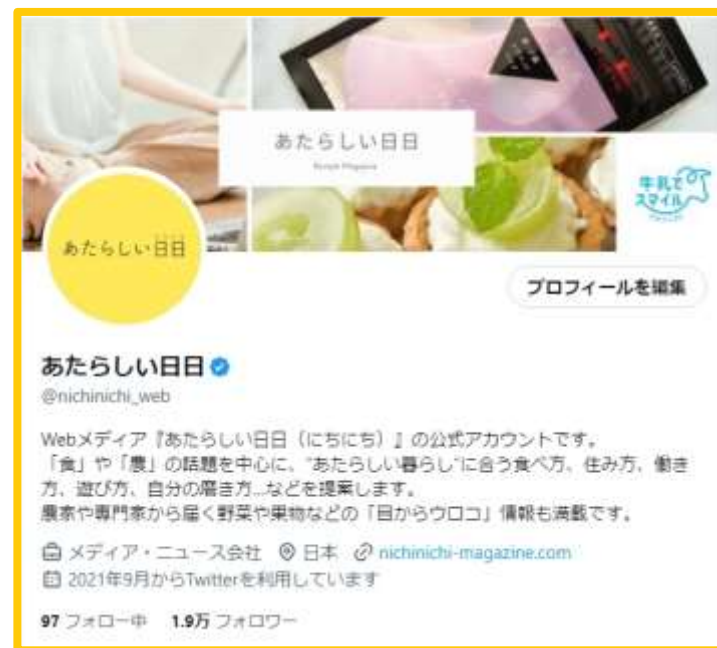 あたらしい日日
牛乳で
スマイル
あたらしい日日
プロフィールを編集
あたらしい日日
@nichinichi_web
Webメディア『あたらしい日日（にちにち）』の公式アカウントです。
「食」や「農」の話題を中心に、"あたらしい暮らし"に合う食べ方、住み方、働き
方、遊び方、自分の磨き方...などを提案します。
農家や専門家から届く野菜や果物などの「目からウロコ」情報も満載です。
メディア・ニュース会社 日本 nichinichi-magazine.com
2021年9月からTwitterを利用しています
97 フォロー中 1.9万 フォロワー